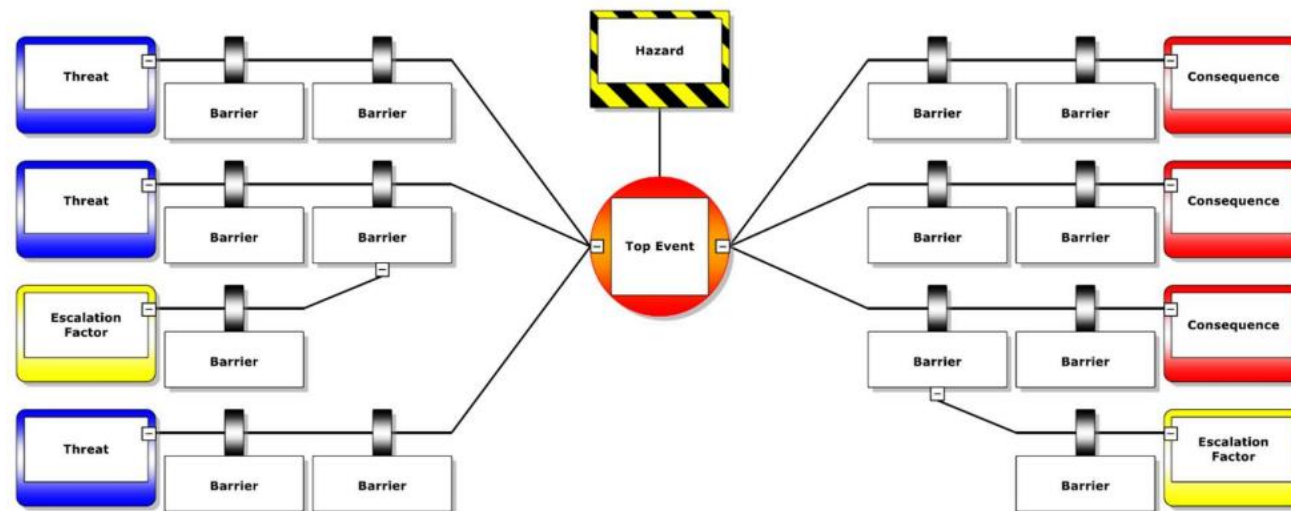 Hazard
Threat
Barrier
Barrier
Barrier
Barrier
Consequence
Threat
Barrier
Barrier
Top Event
Barrier
Barrier
Consequence
Escalation
Factor
Barrier
Barrier
Barrier
Consequence
Threat
Barrier
Barrier
Barrier
Escalation
Factor